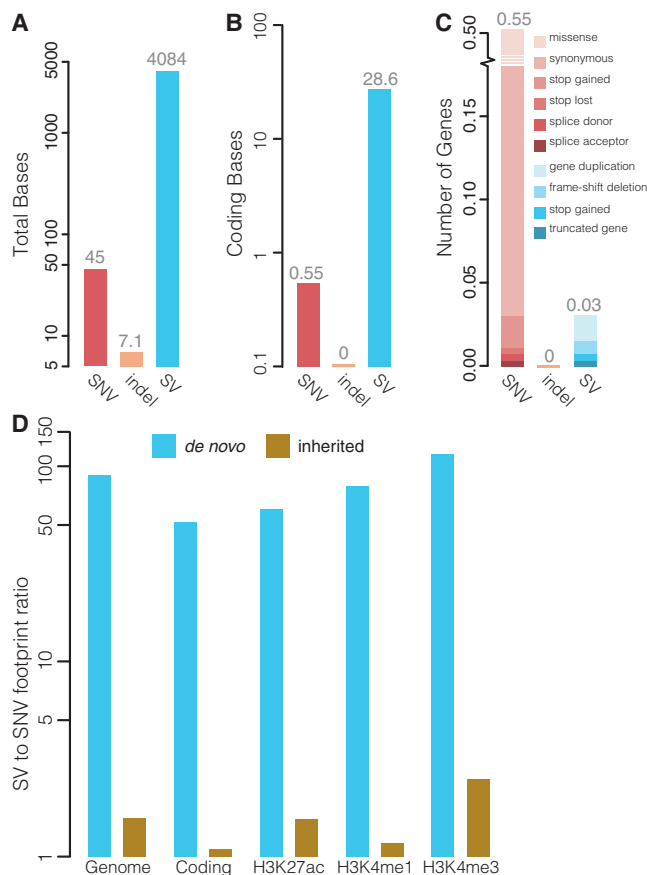 A
Total Bases
5000
1000
100
50
10
5
4084
45
7.1
SNV
indel
SV
B
Coding Bases
100
10
1
0.1
28.6
0.55
0
SNV
indel
SV
C
Number of Genes
0.50
0.15
0.10
0.05
0.00
0.55
0.03
0
missense
synonymous
stop gained
stop lost
splice donor
splice acceptor
gene duplication
frame-shift deletion
stop gained
truncated gene
SNV
indel
SV
D
SV to SNV footprint ratio
150
100
50
10
5
1
de novo
inherited
Genome
Coding
H3K27ac
H3K4me1
H3K4me3